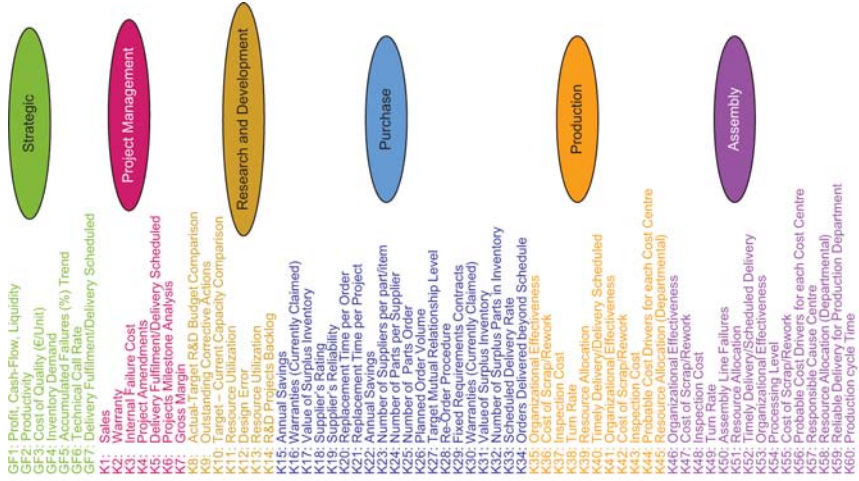 Strategic
Project Management
Research and Development
Purchase
Production
Assembly
GF1: Profit, Cash-Flow, Liquidity
GF2: Productivity
GF3: Cost of Quality (€/Unit)
GF4: Inventory Demand
GF5: Accumulated Failures (%) Trend
GF6: Technical Call Rate
GF7: Delivery Fulfilment/Delivery Scheduled
K1: Sales
K2: Warranty
K3: Internal Failure Cost
K4: Project Amendments
K5: Delivery Fulfilment/Delivery Scheduled
K6: Projects Milestone Analysis
K7: Gross Margin
K8: Actual-Target R&D Budget Comparison
K9: Outstanding Corrective Actions
K10: Target – Current Capacity Comparison
K11: Resource Utilization
K12: Design Error
K13: Resource Utilization
K14: &D Projects Backlog
K15: Annual Savings
K16: Warranties (Currently Claimed)
K17: Value of Surplus Inventory
K18: Supplier's Rating
K19: Supplier's Reliability
K20: Replacement Time per Order
K21: Replacement Time per Project
K22: Annual Savings
K23: Number of Suppliers per part/item
K24: Number of Parts per Supplier
K25: Number of Parts Order
K26: Planned Order Volume
K27: Target Mutual Relationship Level
K28: Re-Order Procedure
K29: Fixed Requirements Contracts
K30: Warranties (Currently Claimed)
K31: Valueof Surplus Inventory
K32: Number of Surplus Parts in Inventory
K33: Scheduled Delivery Rate
K34: Orders Delivered beyond Schedule
K35: Organizational Effectiveness
K36: Cost of Scrap/Rework
K37: Inspection Cost
K38: Turn Rate
K39: Resource Allocation
K40: Timely Delivery/Delivery Scheduled
K41: Organizational Effectiveness
K42: Cost of Scrap/Rework
K43: Inspection Cost
K44: Probable Cost Drivers for each Cost Centre
K45:Resallocation (Departmental)
K46: Organizational Effectiveness
K47: Cost of Scrap/Rework
K48: Inspection Cost
K49: Turn Rate
K50: Assembly Line Failures
K51: Resource Allocation
K52: Timely Delivery/Scheduled Delivery
K53: Organizational Effectiveness
K54: Processing Level
K55: Cost of Scrap/Rework
K56: Probable Cost Drivers for each Cost Centre
K57: Responsible Cause Centre
K58: Resource Allocation (Departmental)
K59: Reliable Delivery for Production Department
K60: Production cycle Time